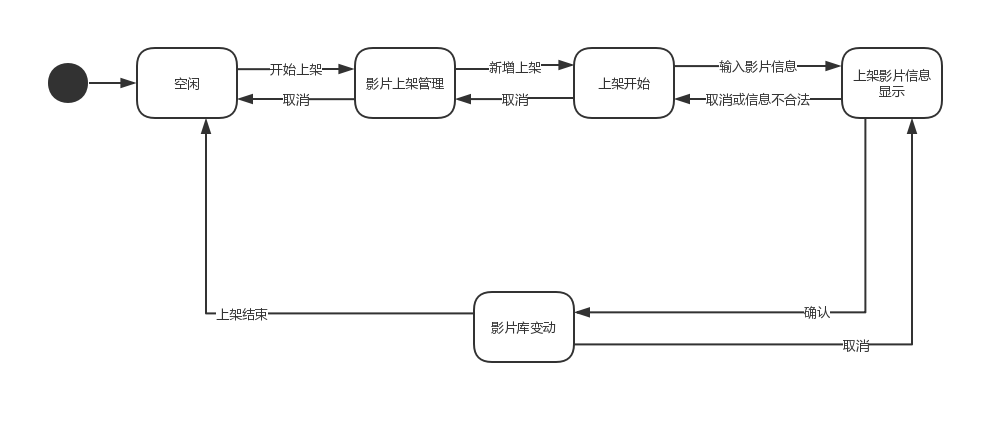 空闲
开始上架
取消
影片上架管理
新增上架
取消
上架开始
输入影片信息
取消或信息不合法
上架影片信息
显示
上架结束
影片库变动
确认
取消